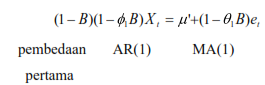 (1 − B)(1 − ϕ₁B)Xₜ = μ'+(1 − θ₁B)eₜ
pembedaan AR(1) MA(1)
pertama